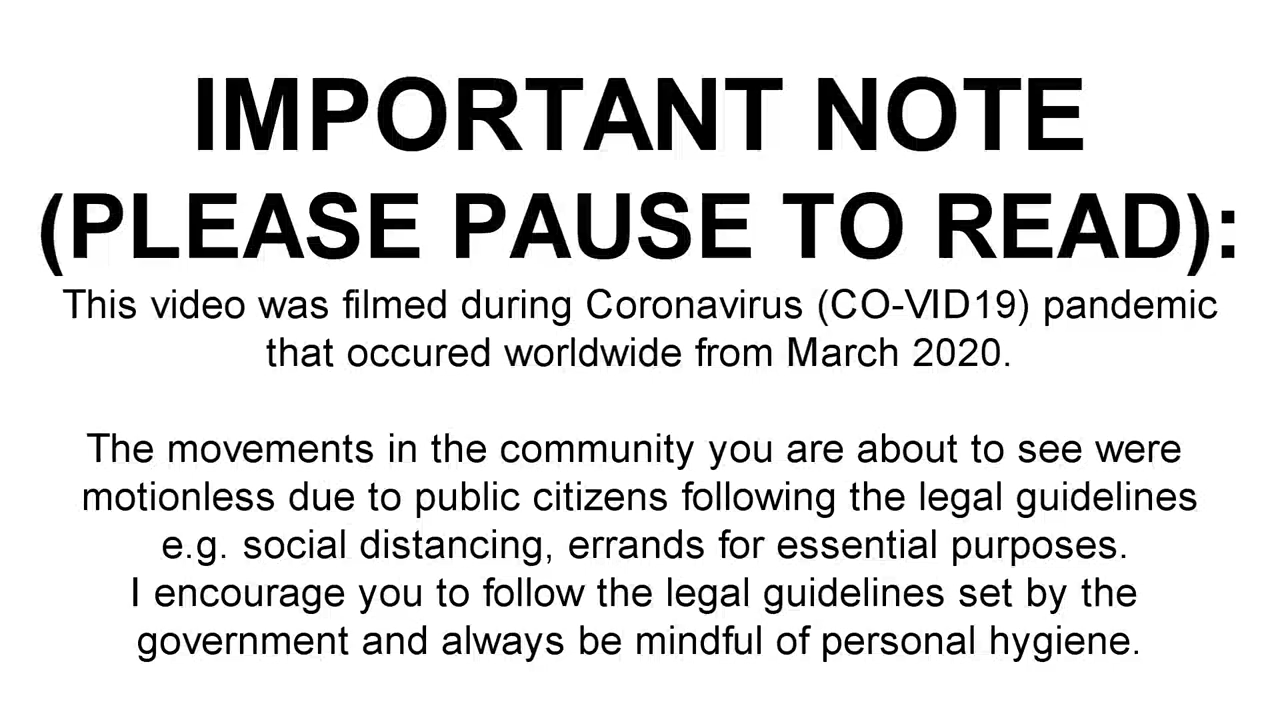 IMPORTANT NOTE
(PLEASE PAUSE TO READ):
This video was filmed during Coronavirus (CO-VID19) pandemic
that occured worldwide from March 2020.
The movements in the community you are about to see were
motionless due to public citizens following the legal guidelines
e.g. social distancing, errands for essential purposes.
I encourage you to follow the legal guidelines set by the
government and always be mindful of personal hygiene.